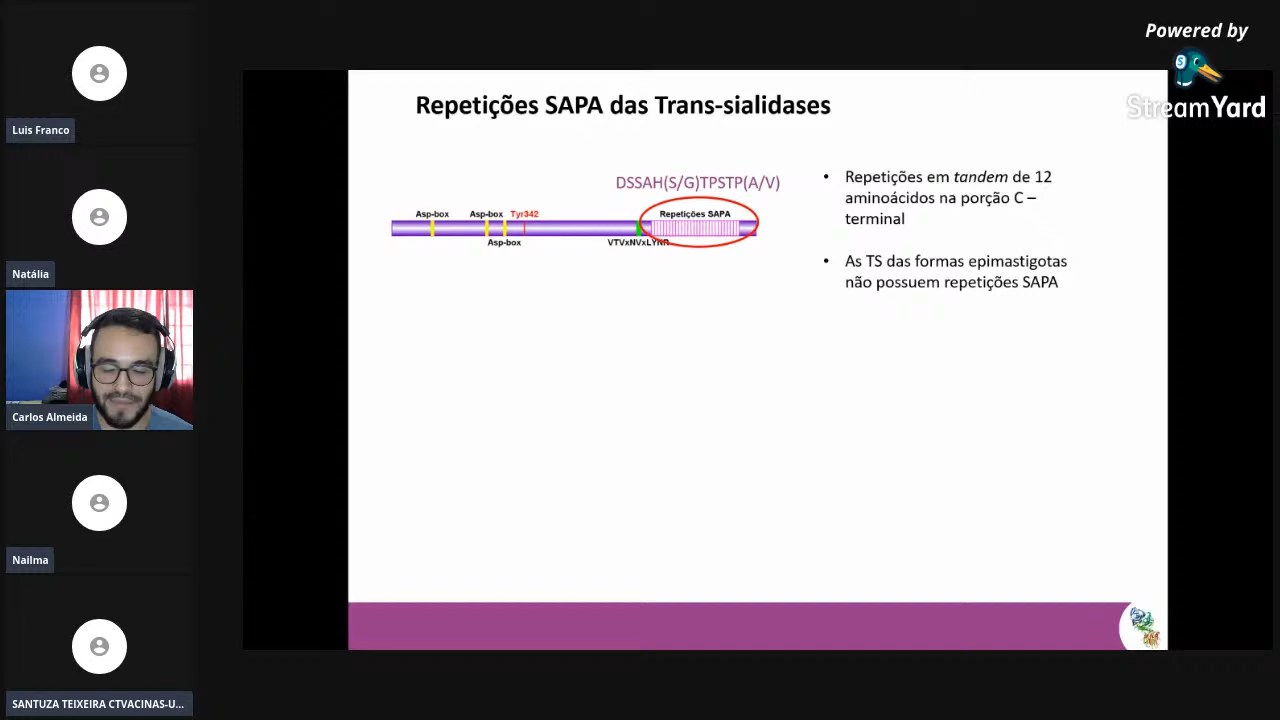 Powered by
StreamYard
Luis Franco
Natália
Carlos Almeida
Nailma
SANTUZA TEIXEIRA CTVACINAS-U...
Repetições SAPA das Trans-sialidases
DSSAH(S/G)TPSTP(A/V)
Asp-box
Asp-box
Tyr342
Repetições SAPA
Asp-box
VTVxNVxLYNR
• Repetições em tandem de 12
aminoácidos na porção C –
terminal
• As TS das formas epimastigotas
não possuem repetições SAPA